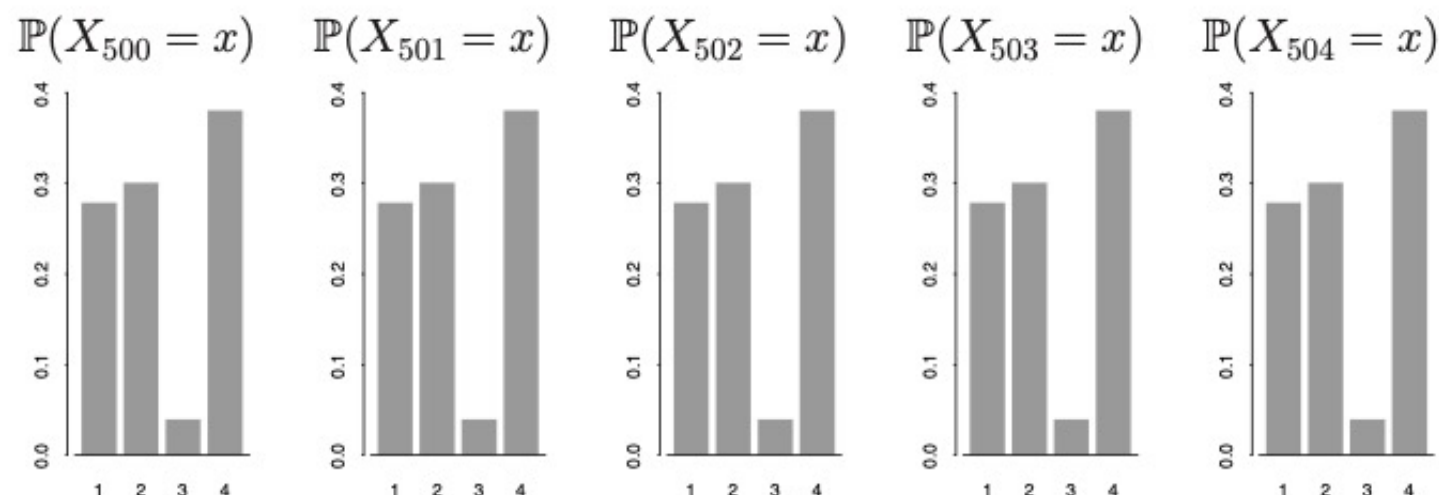 ℙ(X₅₀₀ = x) ℙ(X₅₀₁ = x) ℙ(X₅₀₂ = x) ℙ(X₅₀₃ = x) ℙ(X₅₀₄ = x)
0.4 0.4 0.4 0.4 0.4
0.3 0.3 0.3 0.3 0.3
0.2 0.2 0.2 0.2 0.2
0.1 0.1 0.1 0.1 0.1
0.0 0.0 0.0 0.0 0.0
1 2 3 4 1 2 3 4 1 2 3 4 1 2 3 4 1 2 3 4